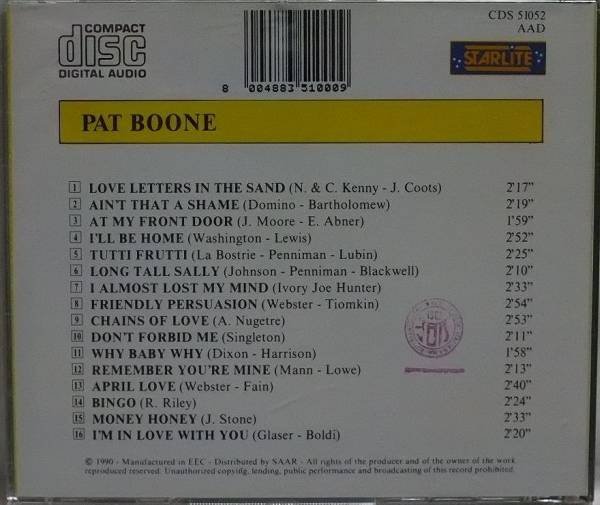 COMPACT
disc
DIGITAL AUDIO
8 004883 510009
CDS 51052
AAD
STARLITE
PAT BOONE
1 LOVE LETTERS IN THE SAND (N. & C. Kenny - J. Coots) 2'17"
2 AIN'T THAT A SHAME (Domino - Bartholomew) 2'19"
3 AT MY FRONT DOOR (J. Moore - E. Abner) 1'59"
4 I'LL BE HOME (Washington - Lewis) 2'52"
5 TUTTI FRUTTI (La Bostrie - Penniman - Lubin) 2'25"
6 LONG TALL SALLY (Johnson - Penniman - Blackwell) 2'10"
7 I ALMOST LOST MY MIND (Ivory Joe Hunter) 2'33"
8 FRIENDLY PERSUASION (Webster - Tiomkin) 2'54"
9 CHAINS OF LOVE (A. Nugetre) 2'53"
10 DON'T FORBID ME (Singleton) 2'11"
11 WHY BABY WHY (Dixon - Harrison) 1'58"
12 REMEMBER YOU'RE MINE (Mann - Lowe) 2'13"
13 APRIL LOVE (Webster - Fain) 2'40"
14 BINGO (R. Riley) 2'24"
15 MONEY HONEY (J. Stone) 2'33"
16 I'M IN LOVE WITH YOU (Glaser - Boldi) 2'20"
© 1990 - Manufactured in EEC - Distributed by SAAR - All rights of the producer and of the owner of the work
reproduced reserved. Unauthorized copying, lending, public performance and broadcasting of this record prohibited.